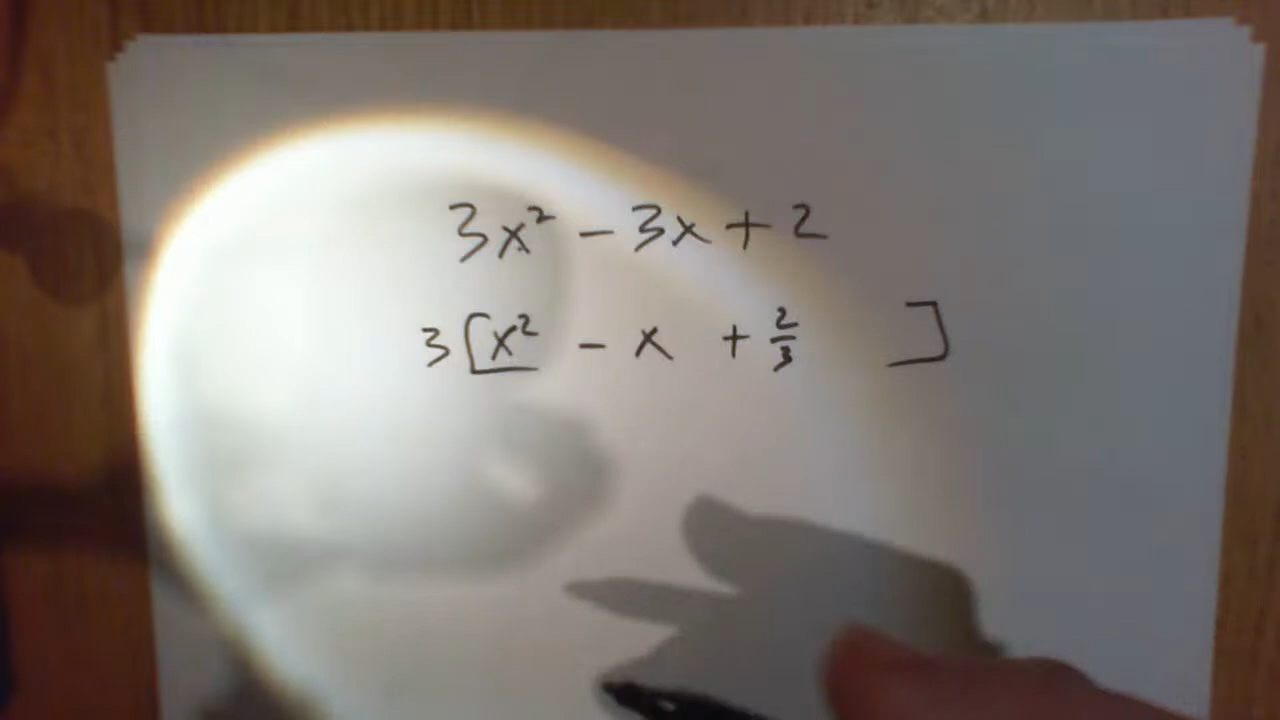 3x² - 3x + 2
3[x² - x + 2/3 ]